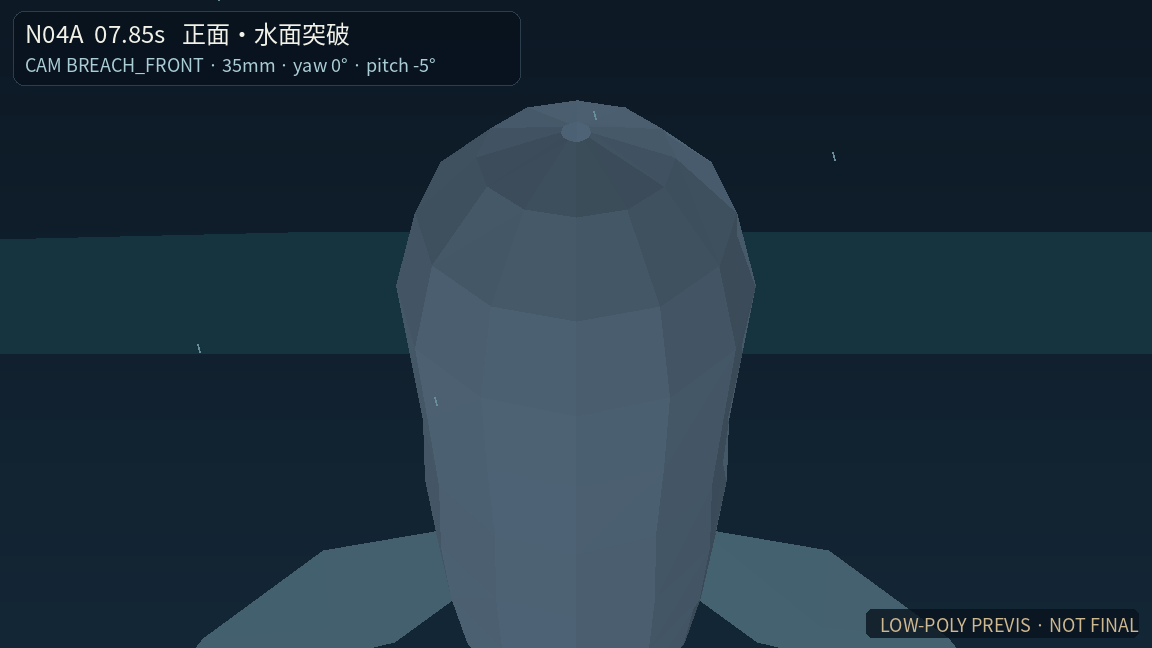 N04A 07.85s 正面・水面突破
CAM BREACH_FRONT · 35mm · yaw 0° · pitch -5°
LOW-POLY PREVIS · NOT FINAL